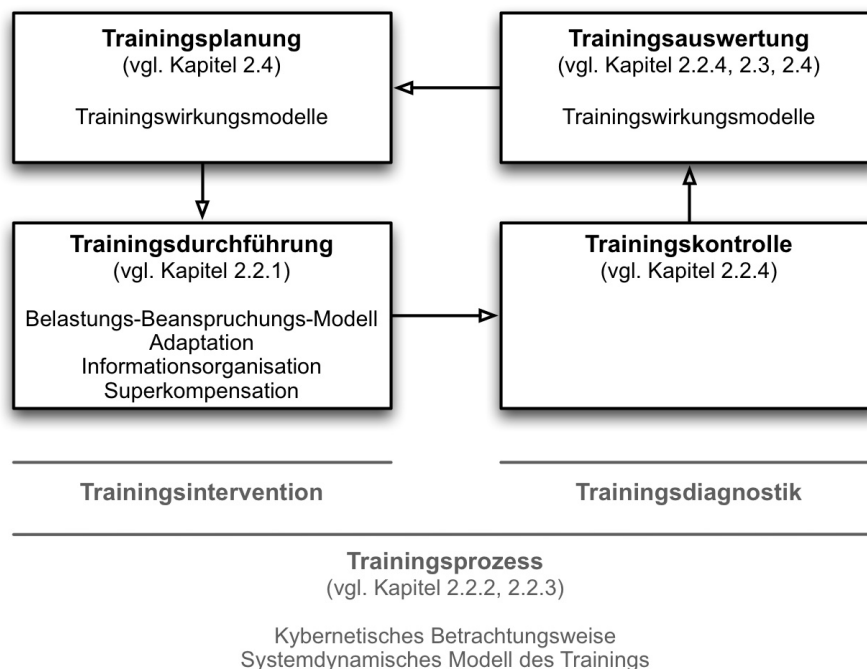 Trainingsplanung
(vgl. Kapitel 2.4)
Trainingswirkungsmodelle
Trainingsauswertung
(vgl. Kapitel 2.2.4, 2.3, 2.4)
Trainingswirkungsmodelle
Trainingsdurchführung
(vgl. Kapitel 2.2.1)
Belastungs-Beanspruchungs-Modell
Adaptation
Informationsorganisation
Superkompensation
Trainingskontrolle
(vgl. Kapitel 2.2.4)
Trainingsintervention
Trainingsdiagnostik
Trainingsprozess
(vgl. Kapitel 2.2.2, 2.2.3)
Kybernetisches Betrachtungsweise
Systemdynamisches Modell des Trainings